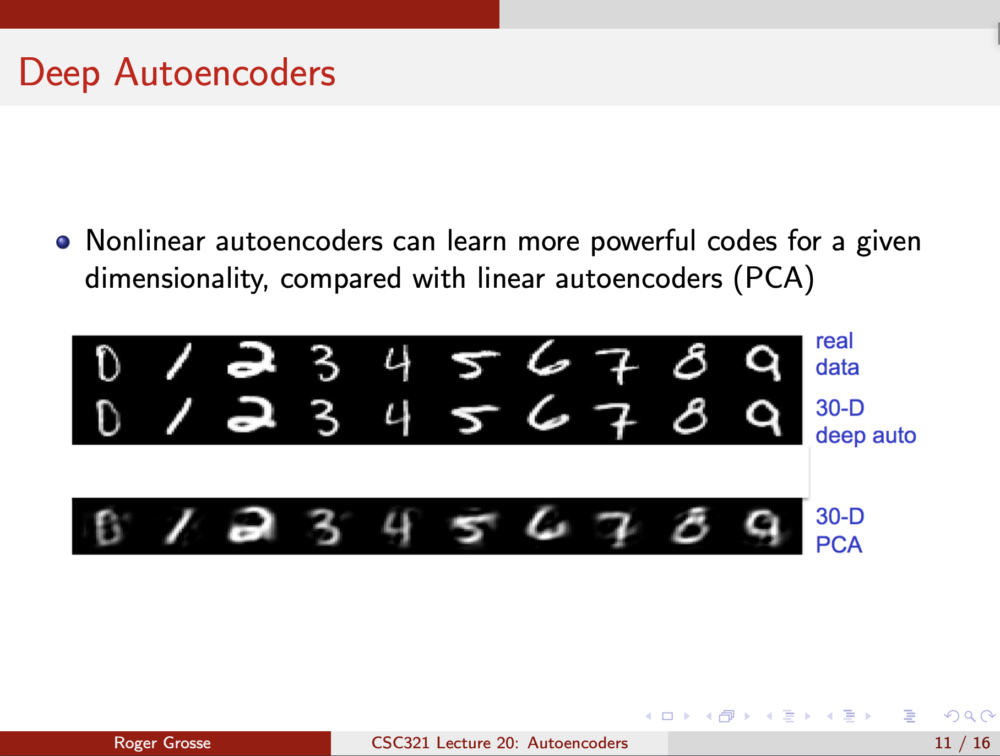 Deep Autoencoders
Nonlinear autoencoders can learn more powerful codes for a given
dimensionality, compared with linear autoencoders (PCA)
0 1 2 3 4 5 6 7 8 9
real
data
0 1 2 3 4 5 6 7 8 9
30-D
deep auto
0 1 2 3 4 5 6 7 8 9
30-D
PCA
Roger Grosse
CSC321 Lecture 20: Autoencoders
11 / 16